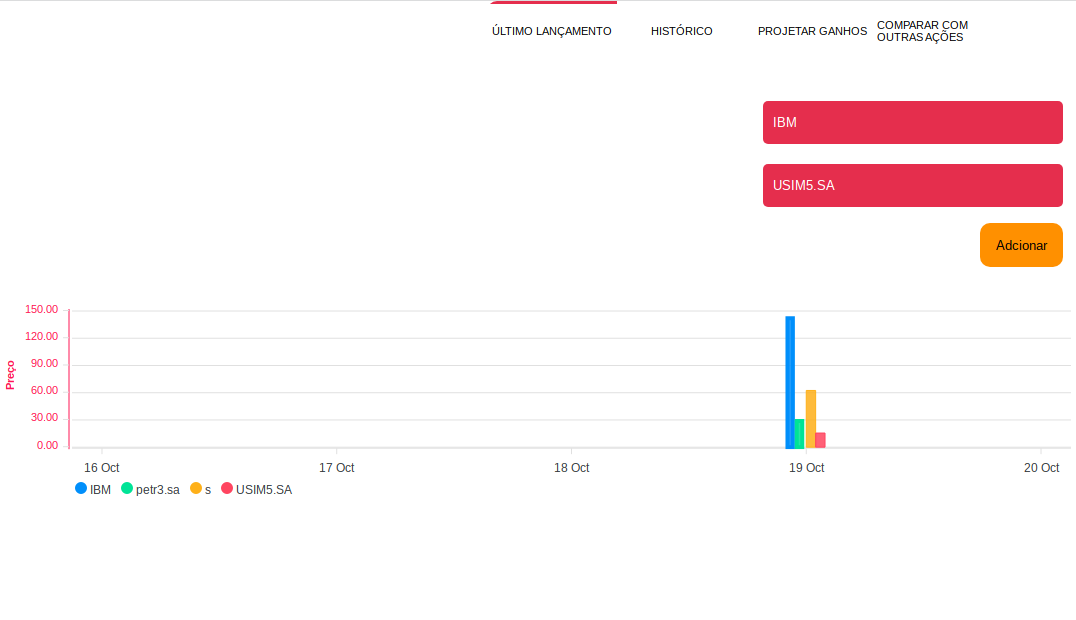 ÚLTIMO LANÇAMENTO
HISTÓRICO
PROJETAR GANHOS
COMPARAR COM
OUTRAS AÇÕES
IBM
USIM5.SA
Adcionar
Preço
150.00
120.00
90.00
60.00
30.00
0.00
16 Oct
17 Oct
18 Oct
19 Oct
20 Oct
IBM
petr3.sa
s
USIM5.SA